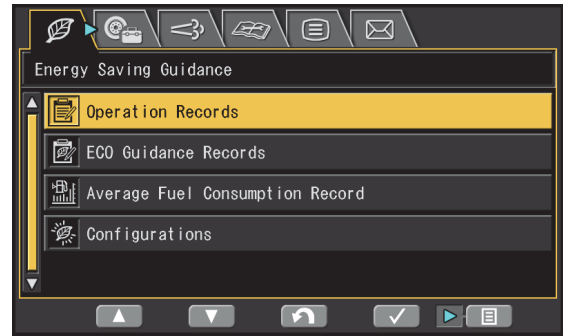 Energy Saving Guidance
Operation Records
ECO Guidance Records
Average Fuel Consumption Record
Configurations